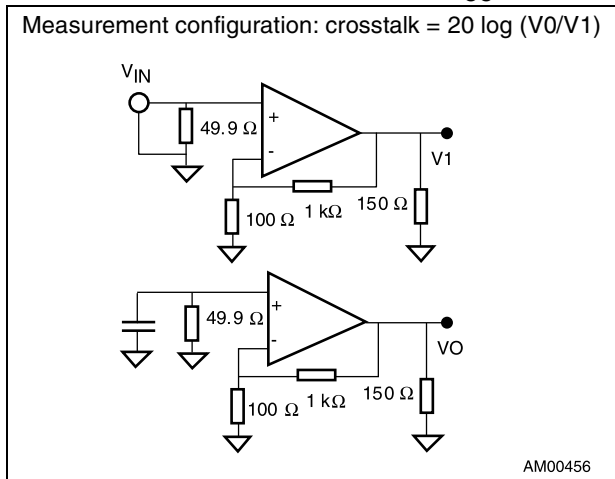 Measurement configuration: crosstalk = 20 log (V0/V1)
VIN
49.9 Ω
+
-
V1
1 kΩ
150 Ω
100 Ω
49.9 Ω
+
-
VO
1 kΩ
150 Ω
100 Ω
AM00456